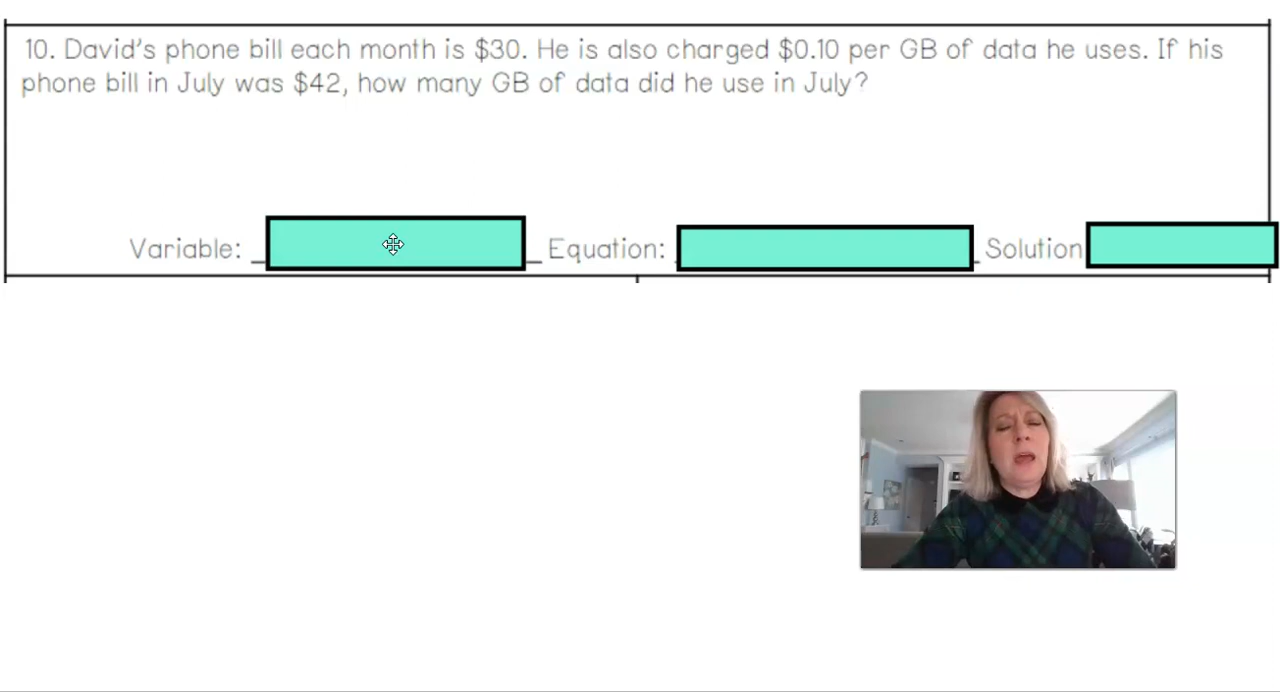 10. David's phone bill each month is $30. He is also charged $0.10 per GB of data he uses. If his
phone bill in July was $42, how many GB of data did he use in July?
Variable: _ _ Equation: _ Solution